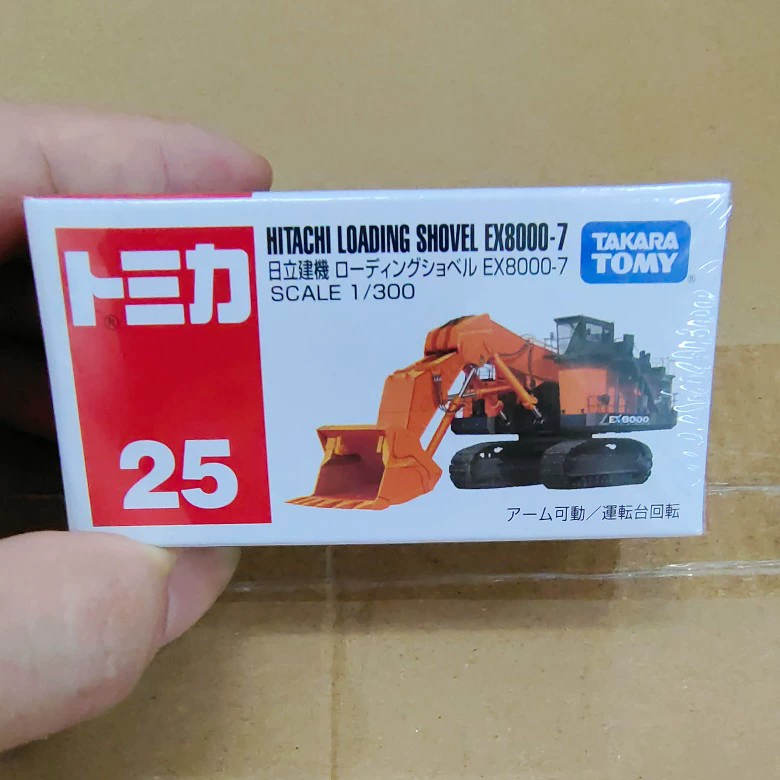 トミカ
®
25
HITACHI LOADING SHOVEL EX8000-7
日立建機 ローディングショベル EX8000-7
SCALE 1/300
TAKARA
TOMY
®
EX8000
アーム可動/運転台回転